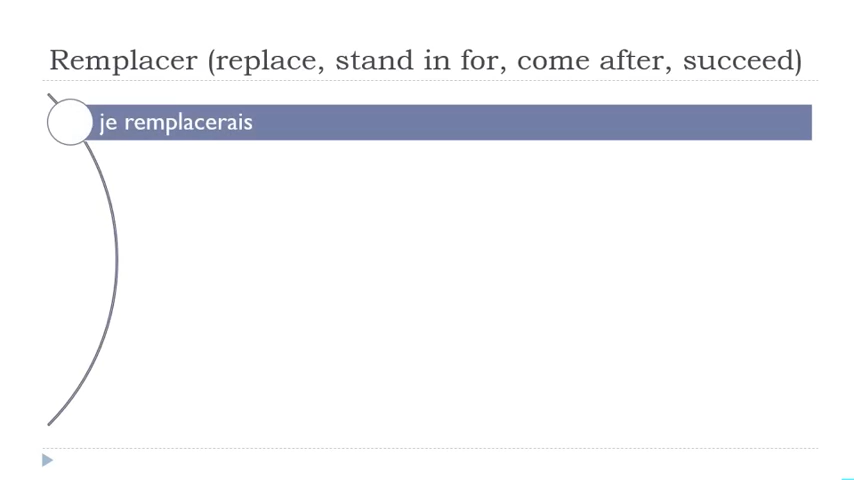 Remplacer (replace, stand in for, come after, succeed)
je remplacerais